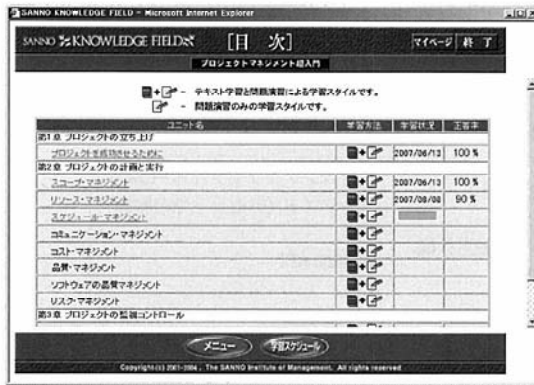 SANNO KNOWLEDGE FIELD - Microsoft Internet Explorer
SANNO KNOWLEDGE FIELD [目 次] マイページ 終 了
プロジェクトマネジメント超入門
+ - テキスト学習と問題演習による学習スタイルです。
- 問題演習のみの学習スタイルです。
ユニット名 学習方法 学習状況 正答率
第1章 プロジェクトの立ち上げ
プロジェクトを成功させるために + 2007/06/13 100 %
第2章 プロジェクトの計画と実行
スコープ・マネジメント + 2007/06/13 100 %
リソース・マネジメント + 2007/08/08 90 %
スケジュール・マネジメント +
コミュニケーション・マネジメント +
コスト・マネジメント +
品質・マネジメント +
ソフトウェアの品質マネジメント +
リスク・マネジメント +
第3章 プロジェクトの監視コントロール
メニュー 学習スケジュール
Copyright(c) 2001-2004, The SANNO Institute of Management. All rights reserved